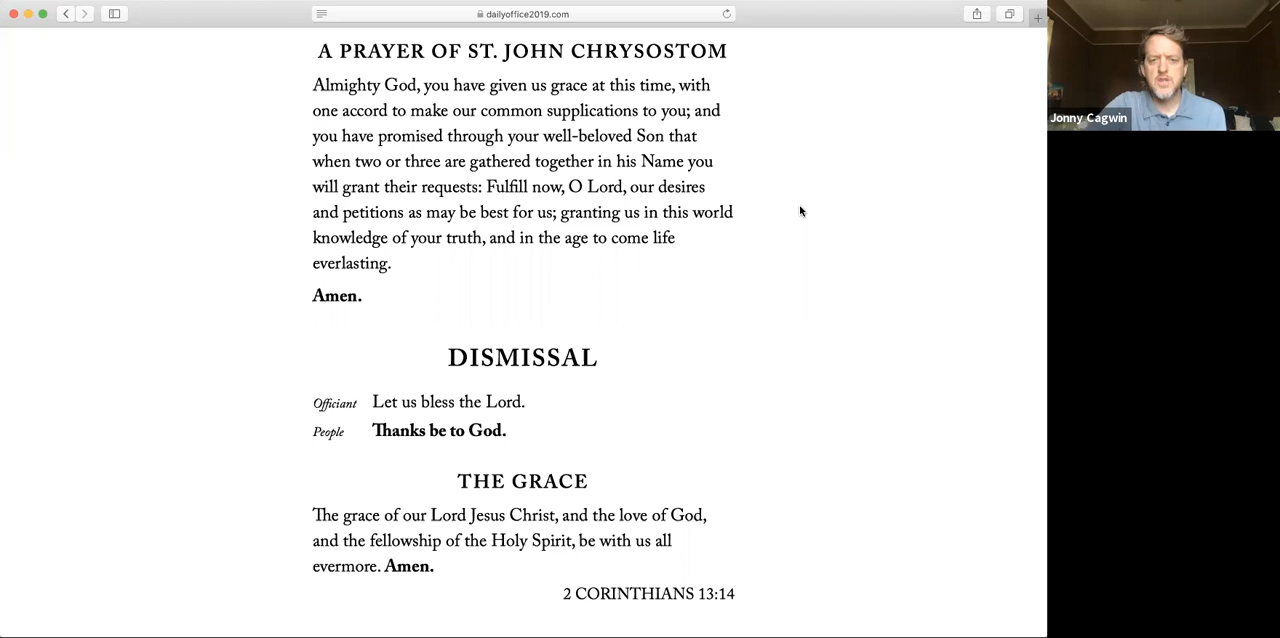 dailyoffice2019.com
A PRAYER OF ST. JOHN CHRYSOSTOM
Almighty God, you have given us grace at this time, with
one accord to make our common supplications to you; and
you have promised through your well-beloved Son that
when two or three are gathered together in his Name you
will grant their requests: Fulfill now, O Lord, our desires
and petitions as may be best for us; granting us in this world
knowledge of your truth, and in the age to come life
everlasting.
Amen.
DISMISSAL
Officiant Let us bless the Lord.
People Thanks be to God.
THE GRACE
The grace of our Lord Jesus Christ, and the love of God,
and the fellowship of the Holy Spirit, be with us all
evermore. Amen.
2 CORINTHIANS 13:14
Jonny Cagwin